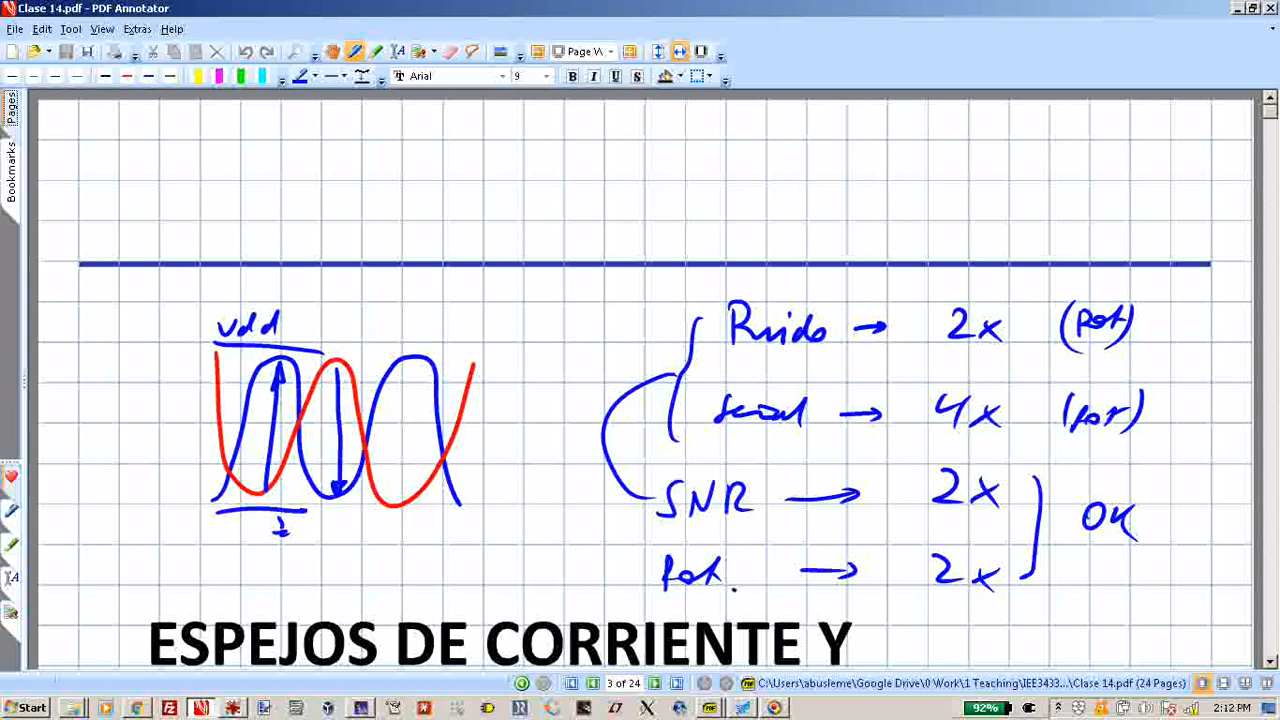 Clase 14.pdf - PDF Annotator
File Edit Tool View Extras Help
Page W
Arial 9 B I U S
Pages
Bookmarks
vdd
Ruido → 2x (Pot)
señal → 4x (pot)
SNR → 2x
OK
Pot. → 2x
ESPEJOS DE CORRIENTE Y
3 of 24
C:\Users\abusleme\Google Drive\0 Work\1 Teaching\IEE3433...\Clase 14.pdf (24 Pages)
Start
92%
2:12 PM